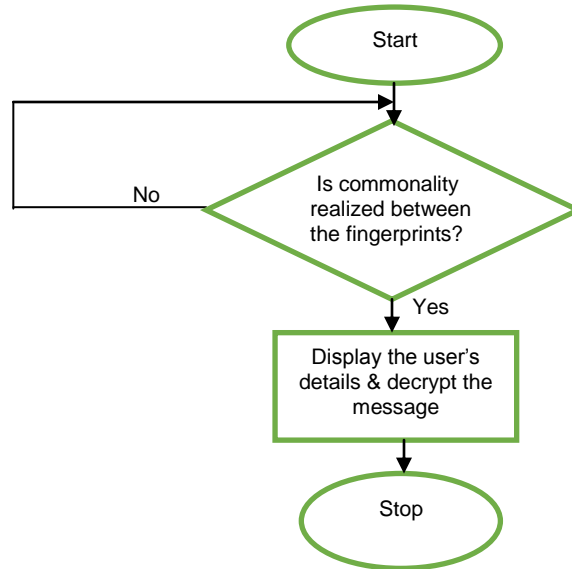 Start
Is commonality
realized between
the fingerprints?
No
Yes
Display the user’s
details & decrypt the
message
Stop